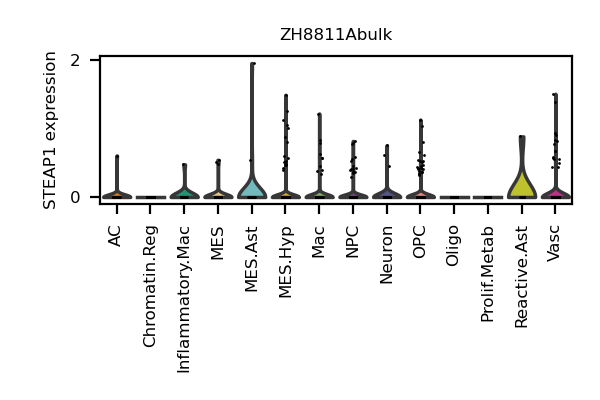 ZH8811Abulk
STEAP1 expression
2
0
AC
Chromatin.Reg
Inflammatory.Mac
MES
MES.Ast
MES.Hyp
Mac
NPC
Neuron
OPC
Oligo
Prolif.Metab
Reactive.Ast
Vasc